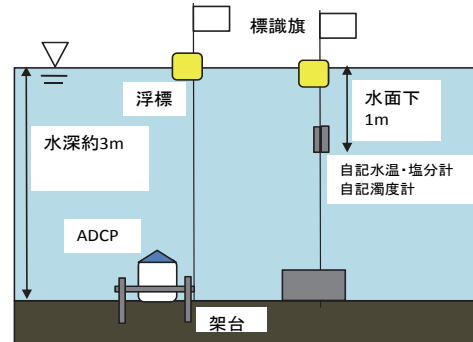 標識旗
浮標
水面下
1m
水深約3m
自記水温・塩分計
自記濁度計
ADCP
架台